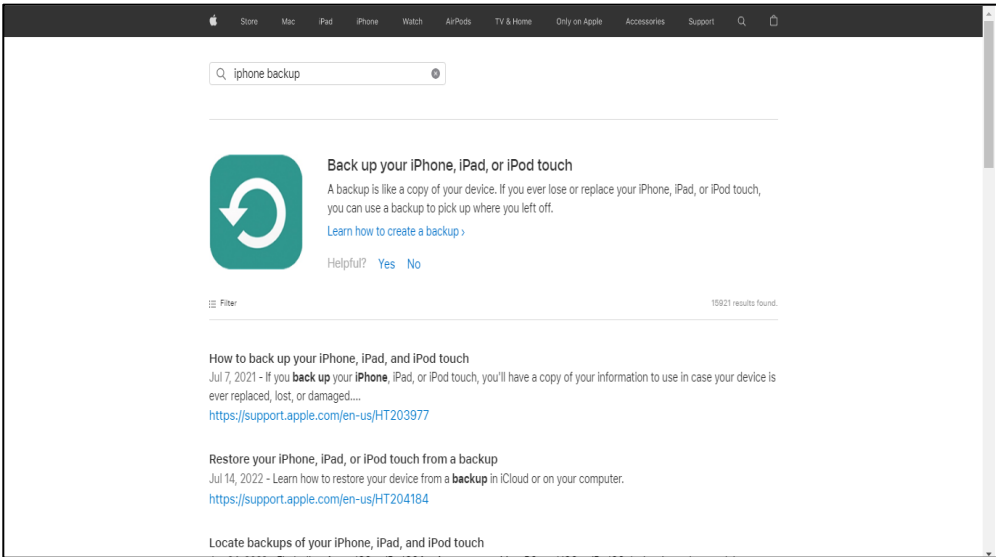 Store Mac iPad iPhone Watch AirPods TV & Home Only on Apple Accessories Support
iphone backup
Back up your iPhone, iPad, or iPod touch
A backup is like a copy of your device. If you ever lose or replace your iPhone, iPad, or iPod touch,
you can use a backup to pick up where you left off.
Learn how to create a backup ›
Helpful? Yes No
Filter 15921 results found.
How to back up your iPhone, iPad, and iPod touch
Jul 7, 2021 - If you back up your iPhone, iPad, or iPod touch, you'll have a copy of your information to use in case your device is
ever replaced, lost, or damaged....
https://support.apple.com/en-us/HT203977
Restore your iPhone, iPad, or iPod touch from a backup
Jul 14, 2022 - Learn how to restore your device from a backup in iCloud or on your computer.
https://support.apple.com/en-us/HT204184
Locate backups of your iPhone, iPad, and iPod touch